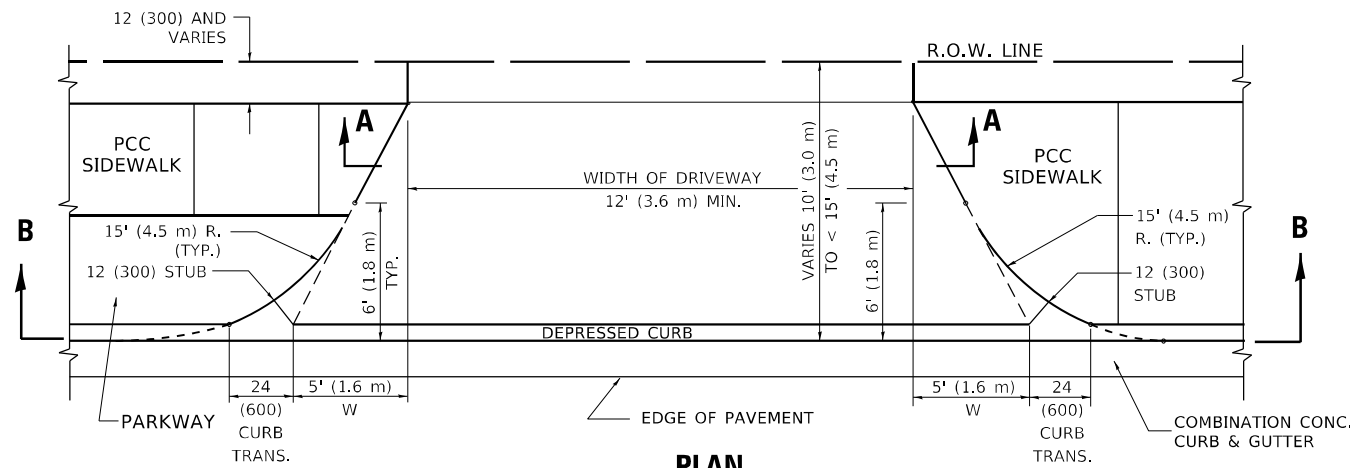 12 (300) AND
VARIES
R.O.W. LINE
A
A
PCC
SIDEWALK
PCC
SIDEWALK
WIDTH OF DRIVEWAY
12' (3.6 m) MIN.
VARIES 10' (3.0 m)
TO < 15' (4.5 m)
B
B
15' (4.5 m) R.
(TYP.)
12 (300) STUB
6' (1.8 m)
TYP.
6' (1.8 m)
15' (4.5 m)
R. (TYP.)
12 (300)
STUB
DEPRESSED CURB
24
(600)
CURB
TRANS.
5' (1.6 m)
W
5' (1.6 m)
W
24
(600)
CURB
TRANS.
PARKWAY
EDGE OF PAVEMENT
COMBINATION CONC.
CURB & GUTTER
PLAN